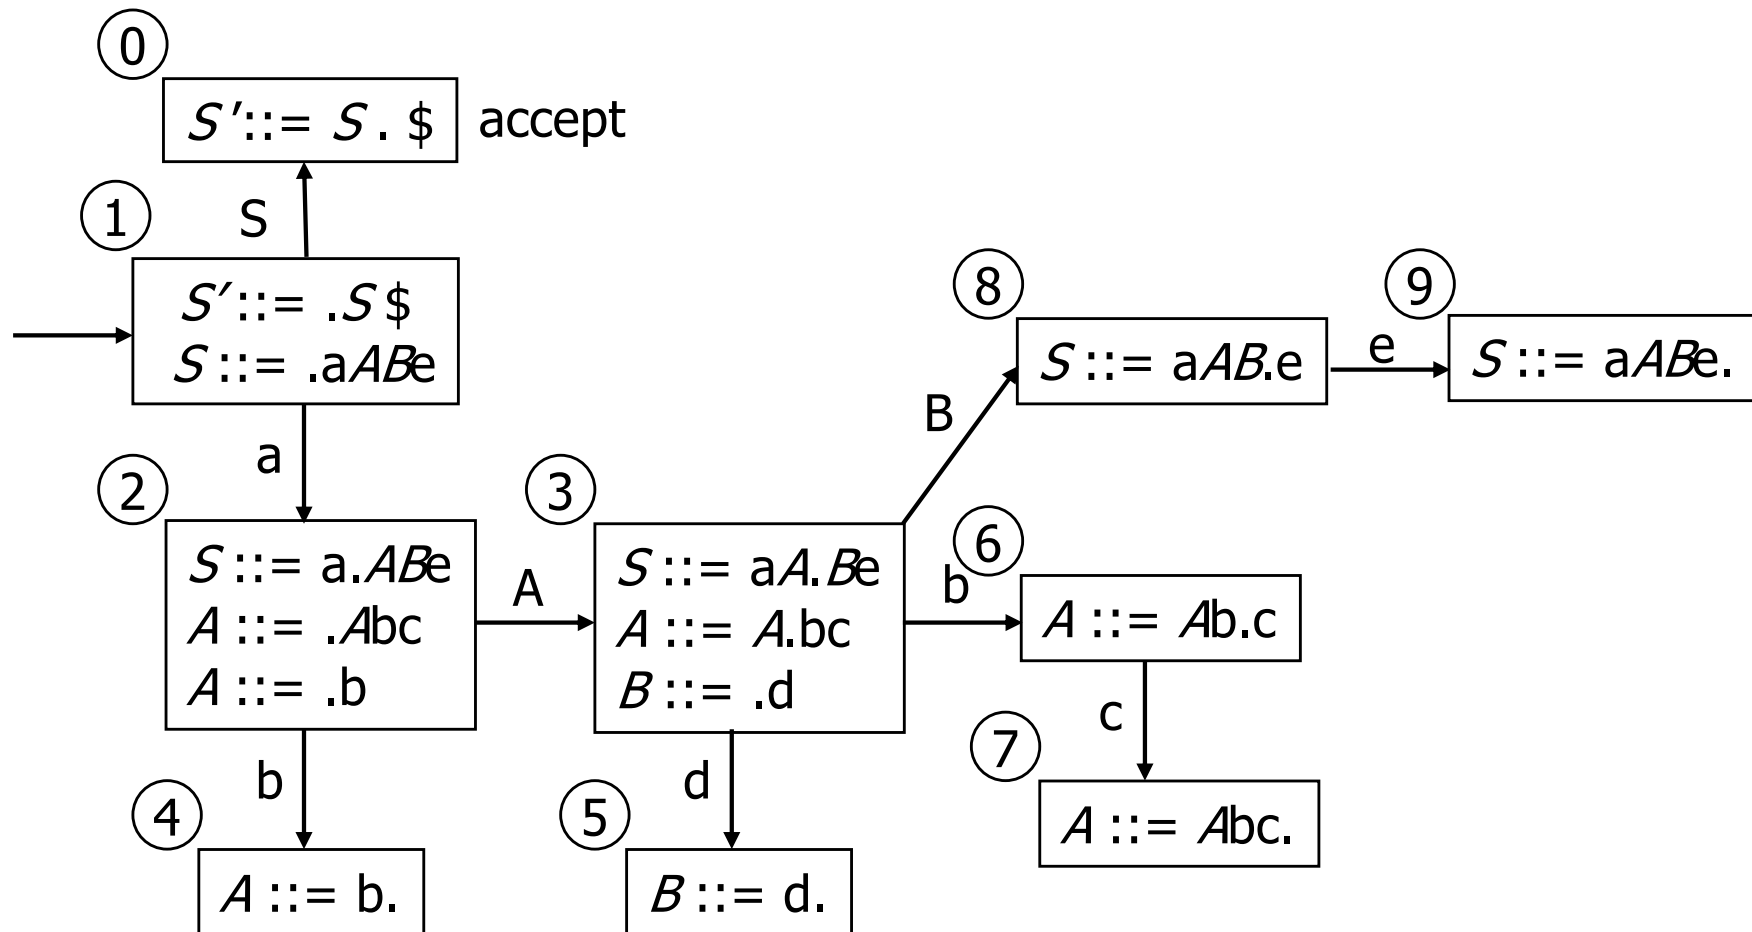 0
S'::= S . $ accept
S
1
S' ::= .S $
S ::= .aABe
a
2
S ::= a.ABe
A ::= .Abc
A ::= .b
A
b
4
A ::= b.
3
S ::= aA.Be
A ::= A.bc
B ::= .d
d
5
B ::= d.
B
8
S ::= aAB.e
e
9
S ::= aABe.
b
6
A ::= Ab.c
c
7
A ::= Abc.